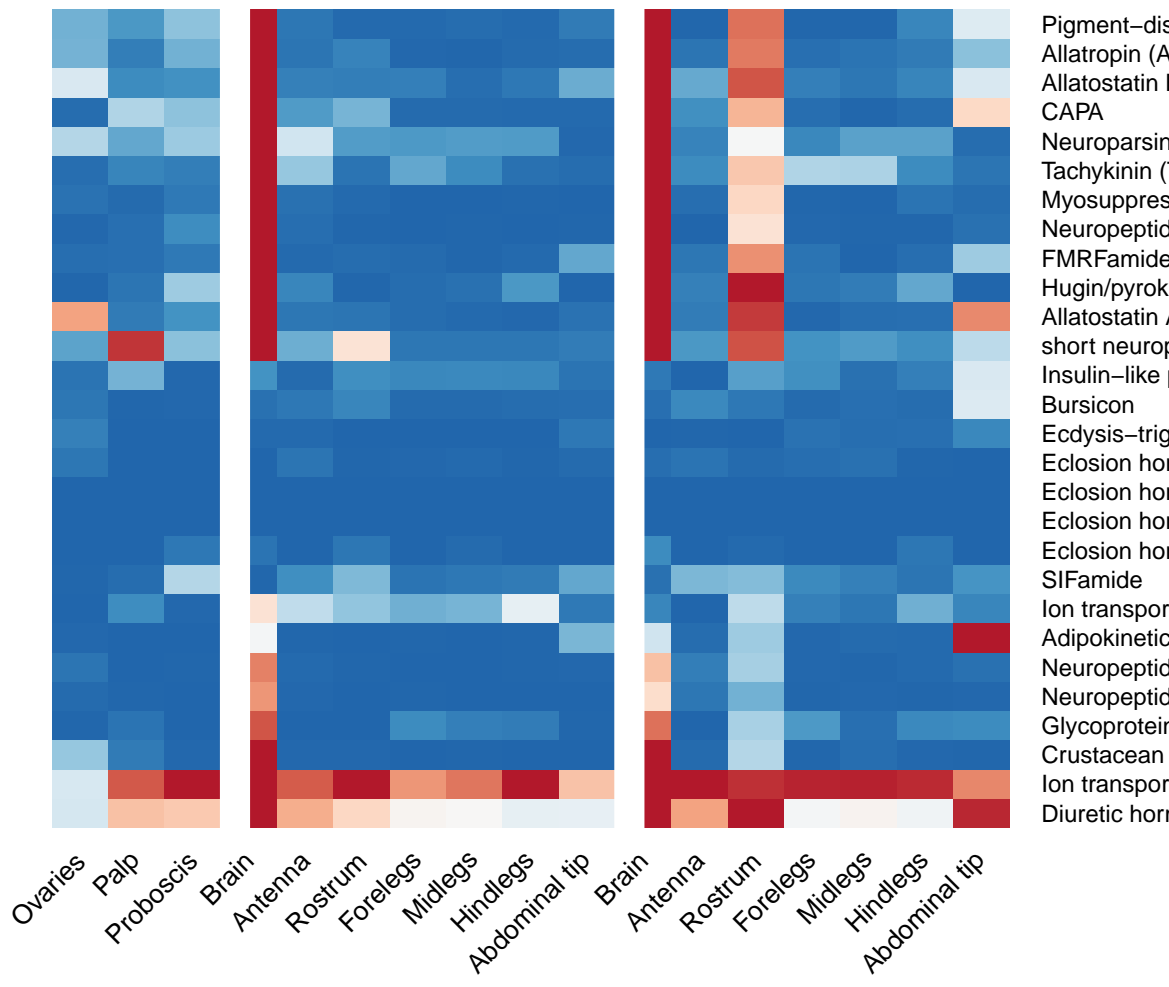 Pigment−dis
Allatropin (A
Allatostatin
CAPA
Neuroparsin
Tachykinin (
Myosuppres
Neuropeptid
FMRFamide
Hugin/pyrok
Allatostatin
short neurop
Insulin−like
Bursicon
Ecdysis−trig
Eclosion hor
Eclosion hor
Eclosion hor
Eclosion hor
SIFamide
Ion transpor
Adipokinetic
Neuropeptid
Neuropeptid
Glycoprotein
Crustacean
Ion transpor
Diuretic horr
Ovaries
Palp
Proboscis
Brain
Antenna
Rostrum
Forelegs
Midlegs
Hindlegs
Abdominal tip
Brain
Antenna
Rostrum
Forelegs
Midlegs
Hindlegs
Abdominal tip